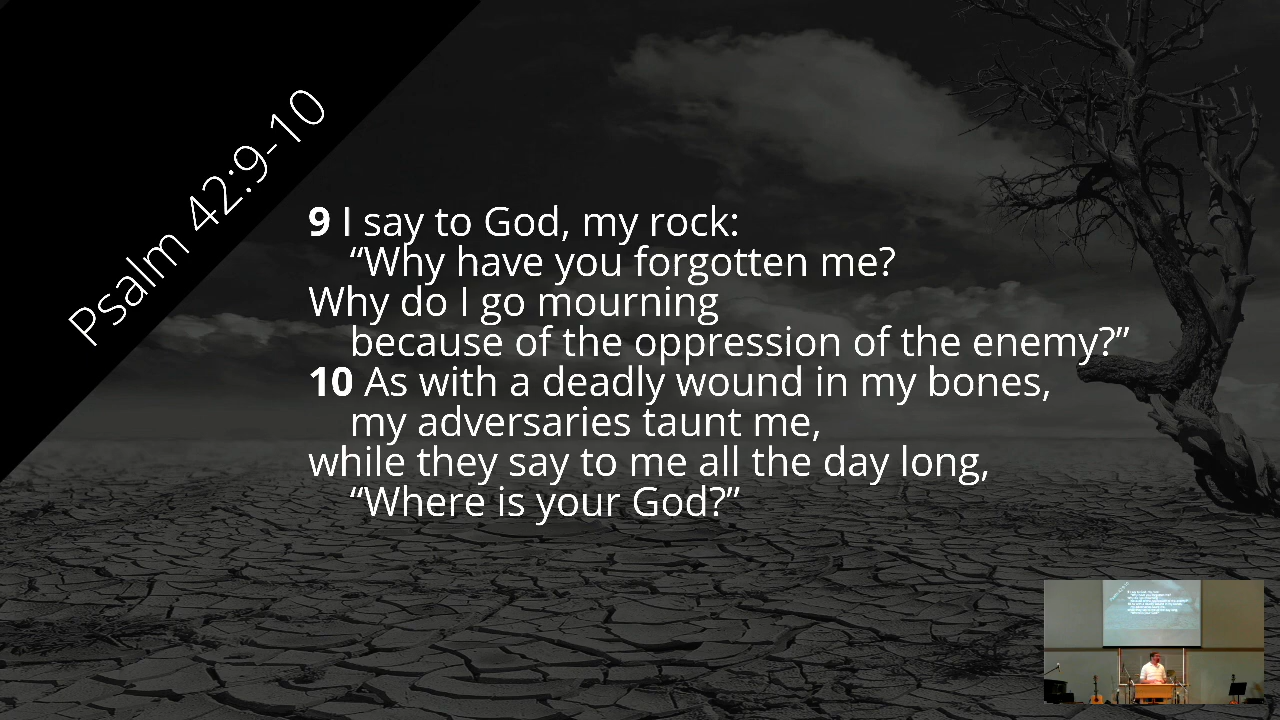 Psalm 42:9-10
9 I say to God, my rock:
“Why have you forgotten me?
Why do I go mourning
because of the oppression of the enemy?”
10 As with a deadly wound in my bones,
my adversaries taunt me,
while they say to me all the day long,
“Where is your God?”